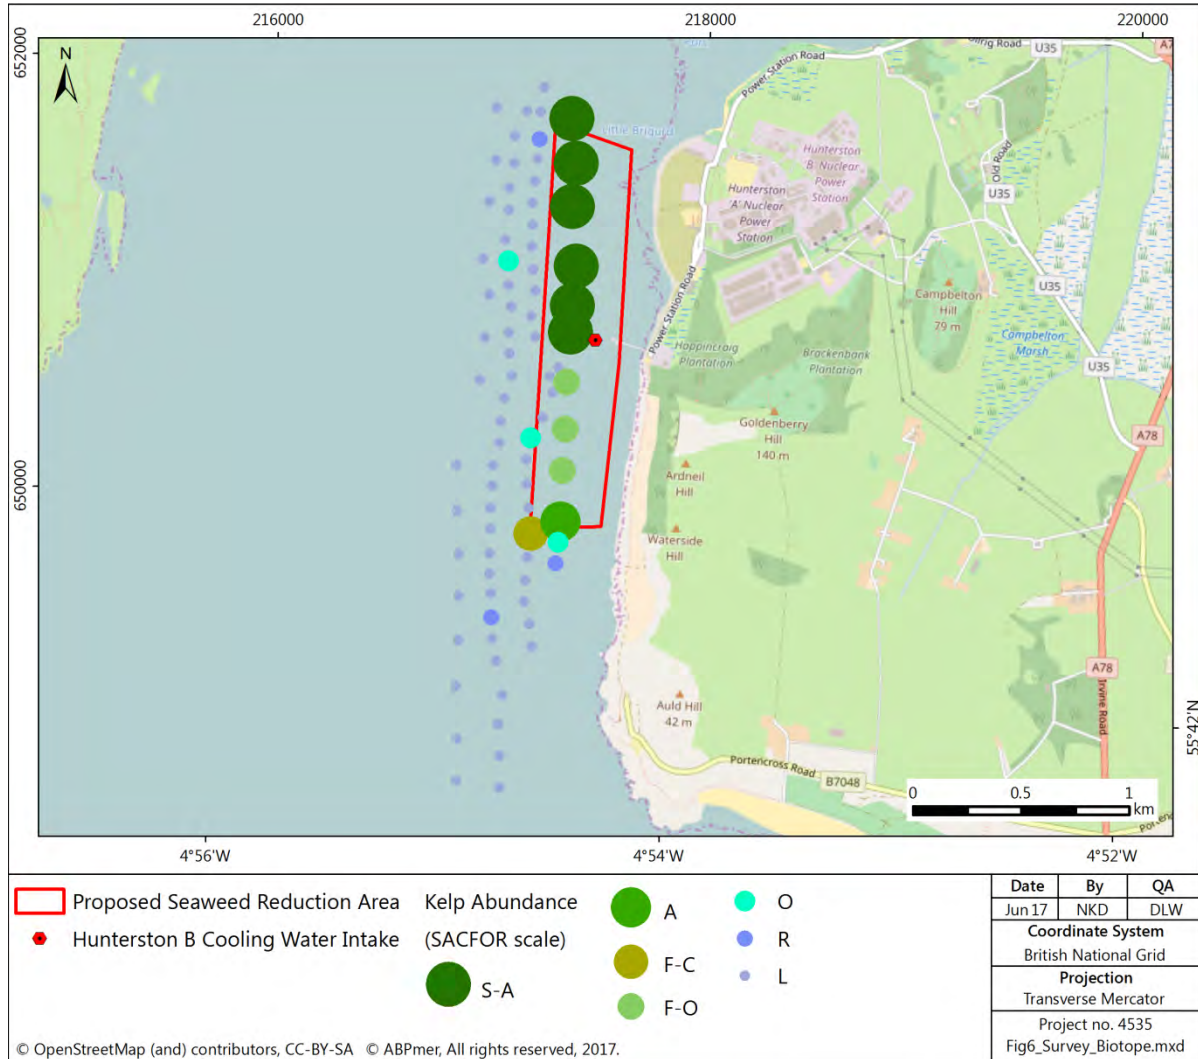 216000
218000
220000
652000
650000
N
Power Station Road
Little Brigurd
Hunterston
B Nuclear
Power
Station
Hunterston
'A' Nuclear
Power
Station
Old Road
U35
U35
U35
U35
Campbelton
Hill
79 m
Campbelton
Marsh
Power Station Road
Happincraig
Plantation
Brackenbank
Plantation
Goldenberry
Hill
140 m
Ardneil
Hill
Waterside
Hill
A78
A78
Irvine Road
Auld Hill
42 m
Portencross Road
B7048
0
0.5
1
km
55°42'N
4°56'W
4°54'W
4°52'W
Proposed Seaweed Reduction Area
Hunterston B Cooling Water Intake
Kelp Abundance
(SACFOR scale)
S-A
A
F-C
F-O
O
R
L
Date By QA
Jun 17 NKD DLW
Coordinate System
British National Grid
Projection
Transverse Mercator
Project no. 4535
Fig6_Survey_Biotope.mxd
© OpenStreetMap (and) contributors, CC-BY-SA © ABPmer, All rights reserved, 2017.